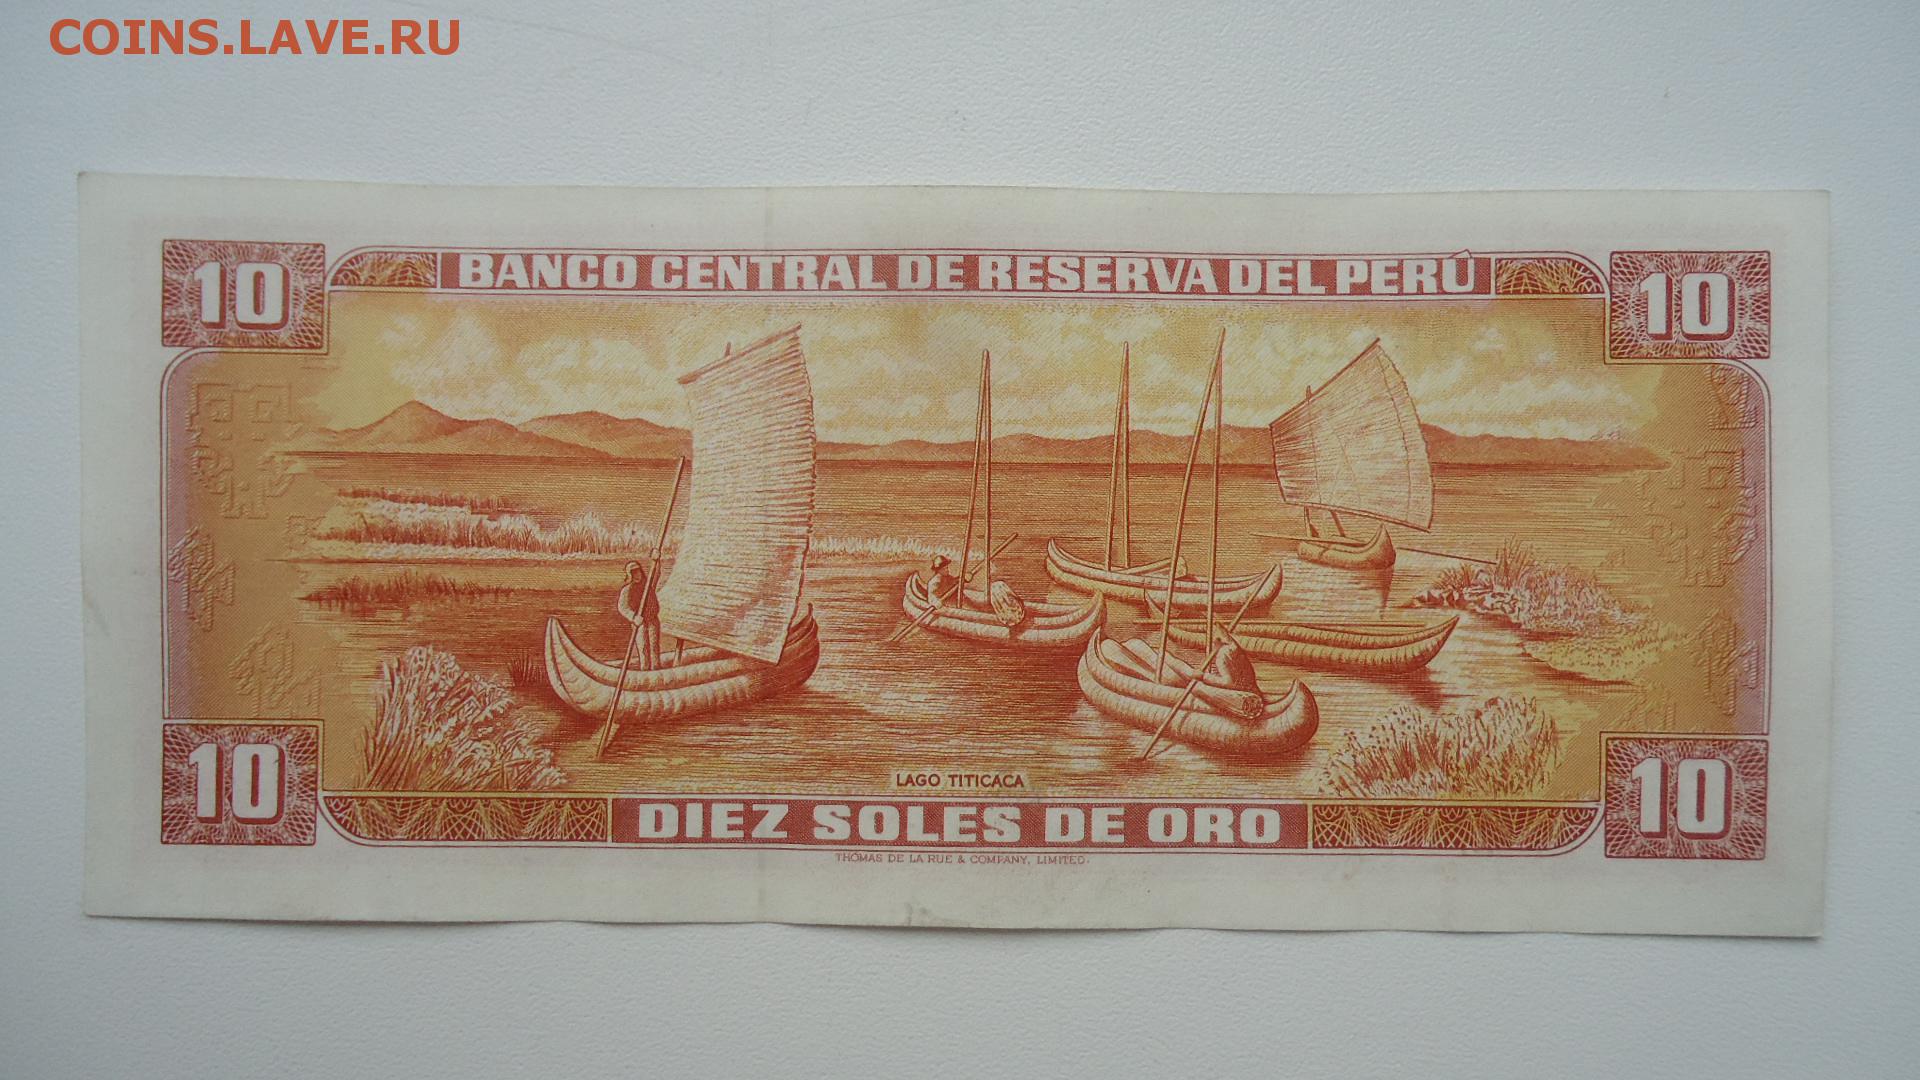 COINS.LAVE.RU
10 BANCO CENTRAL DE RESERVA DEL PERÚ 10
LAGO TITICACA
10 DIEZ SOLES DE ORO 10
THOMAS DE LA RUE & COMPANY, LIMITED.